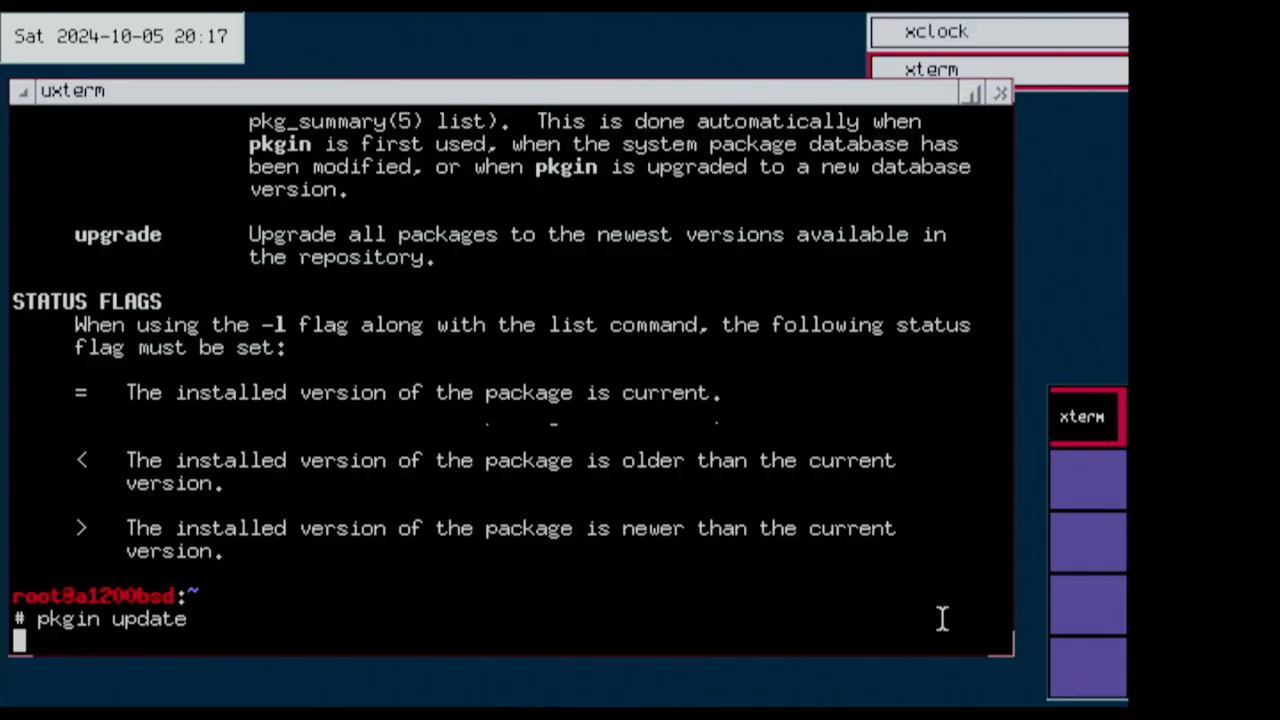 Sat 2024-10-05 20:17
xclock
xterm
uxterm
pkg_summary(5) list).  This is done automatically when
pkgin is first used, when the system package database has
been modified, or when pkgin is upgraded to a new database
version.
upgrade Upgrade all packages to the newest versions available in
the repository.
STATUS FLAGS
When using the -l flag along with the list command, the following status
flag must be set:
= The installed version of the package is current.
< The installed version of the package is older than the current
version.
> The installed version of the package is newer than the current
version.
root@a1200bsd:~
# pkgin update
xterm